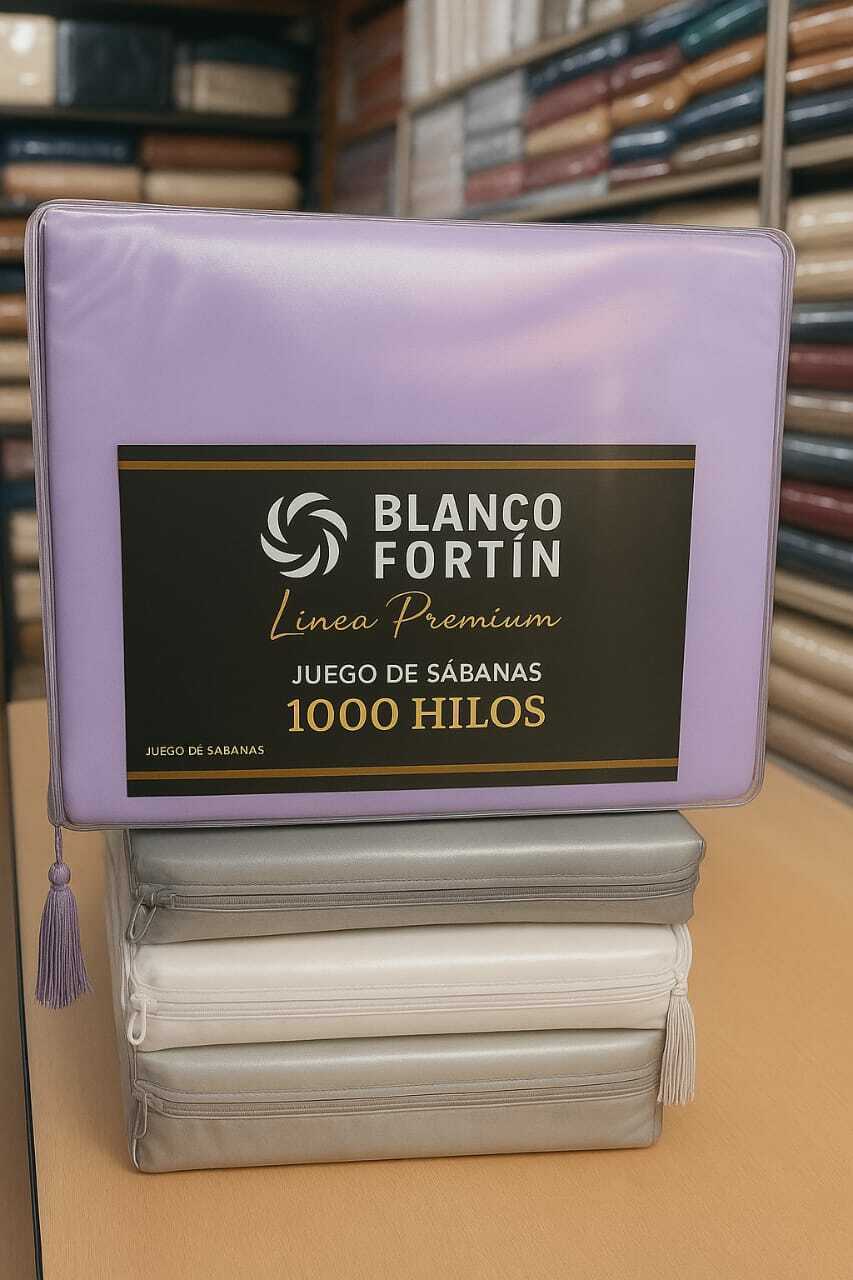 BLANCO
FORTÍN
Linea Premium
JUEGO DE SÁBANAS
1000 HILOS
JUEGO DE SABANAS